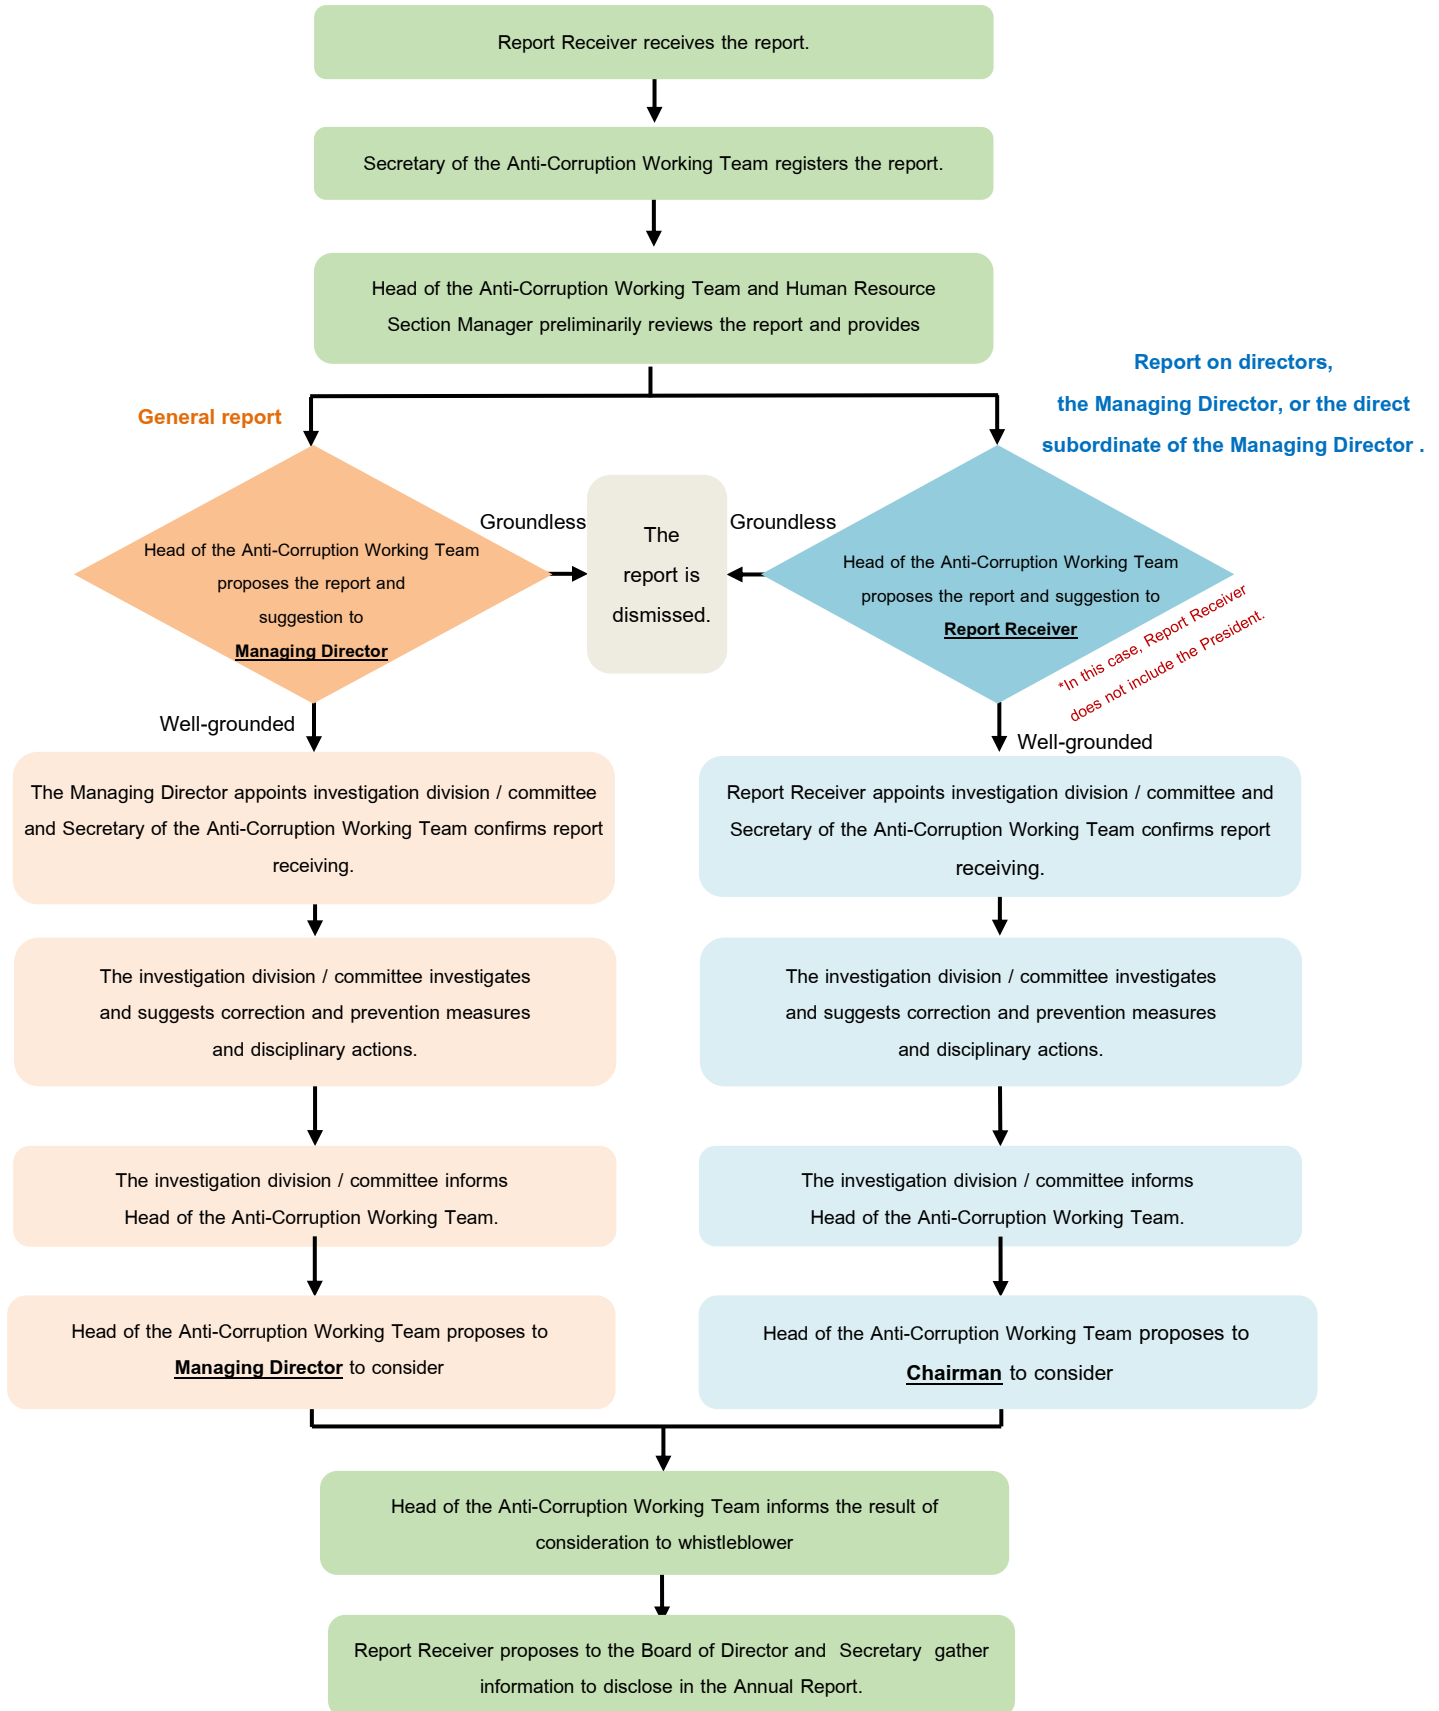 Report Receiver receives the report.
Secretary of the Anti-Corruption Working Team registers the report.
Head of the Anti-Corruption Working Team and Human Resource
Section Manager preliminarily reviews the report and provides
General report
Report on directors,
the Managing Director, or the direct
subordinate of the Managing Director .
Head of the Anti-Corruption Working Team
proposes the report and
suggestion to
Managing Director
Groundless
The
report is
dismissed.
Groundless
Head of the Anti-Corruption Working Team
proposes the report and suggestion to
Report Receiver
*In this case, Report Receiver
does not include the President.
Well-grounded
Well-grounded
The Managing Director appoints investigation division / committee
and Secretary of the Anti-Corruption Working Team confirms report
receiving.
Report Receiver appoints investigation division / committee and
Secretary of the Anti-Corruption Working Team confirms report
receiving.
The investigation division / committee investigates
and suggests correction and prevention measures
and disciplinary actions.
The investigation division / committee investigates
and suggests correction and prevention measures
and disciplinary actions.
The investigation division / committee informs
Head of the Anti-Corruption Working Team.
The investigation division / committee informs
Head of the Anti-Corruption Working Team.
Head of the Anti-Corruption Working Team proposes to
Managing Director to consider
Head of the Anti-Corruption Working Team proposes to
Chairman to consider
Head of the Anti-Corruption Working Team informs the result of
consideration to whistleblower
Report Receiver proposes to the Board of Director and Secretary gather
information to disclose in the Annual Report.